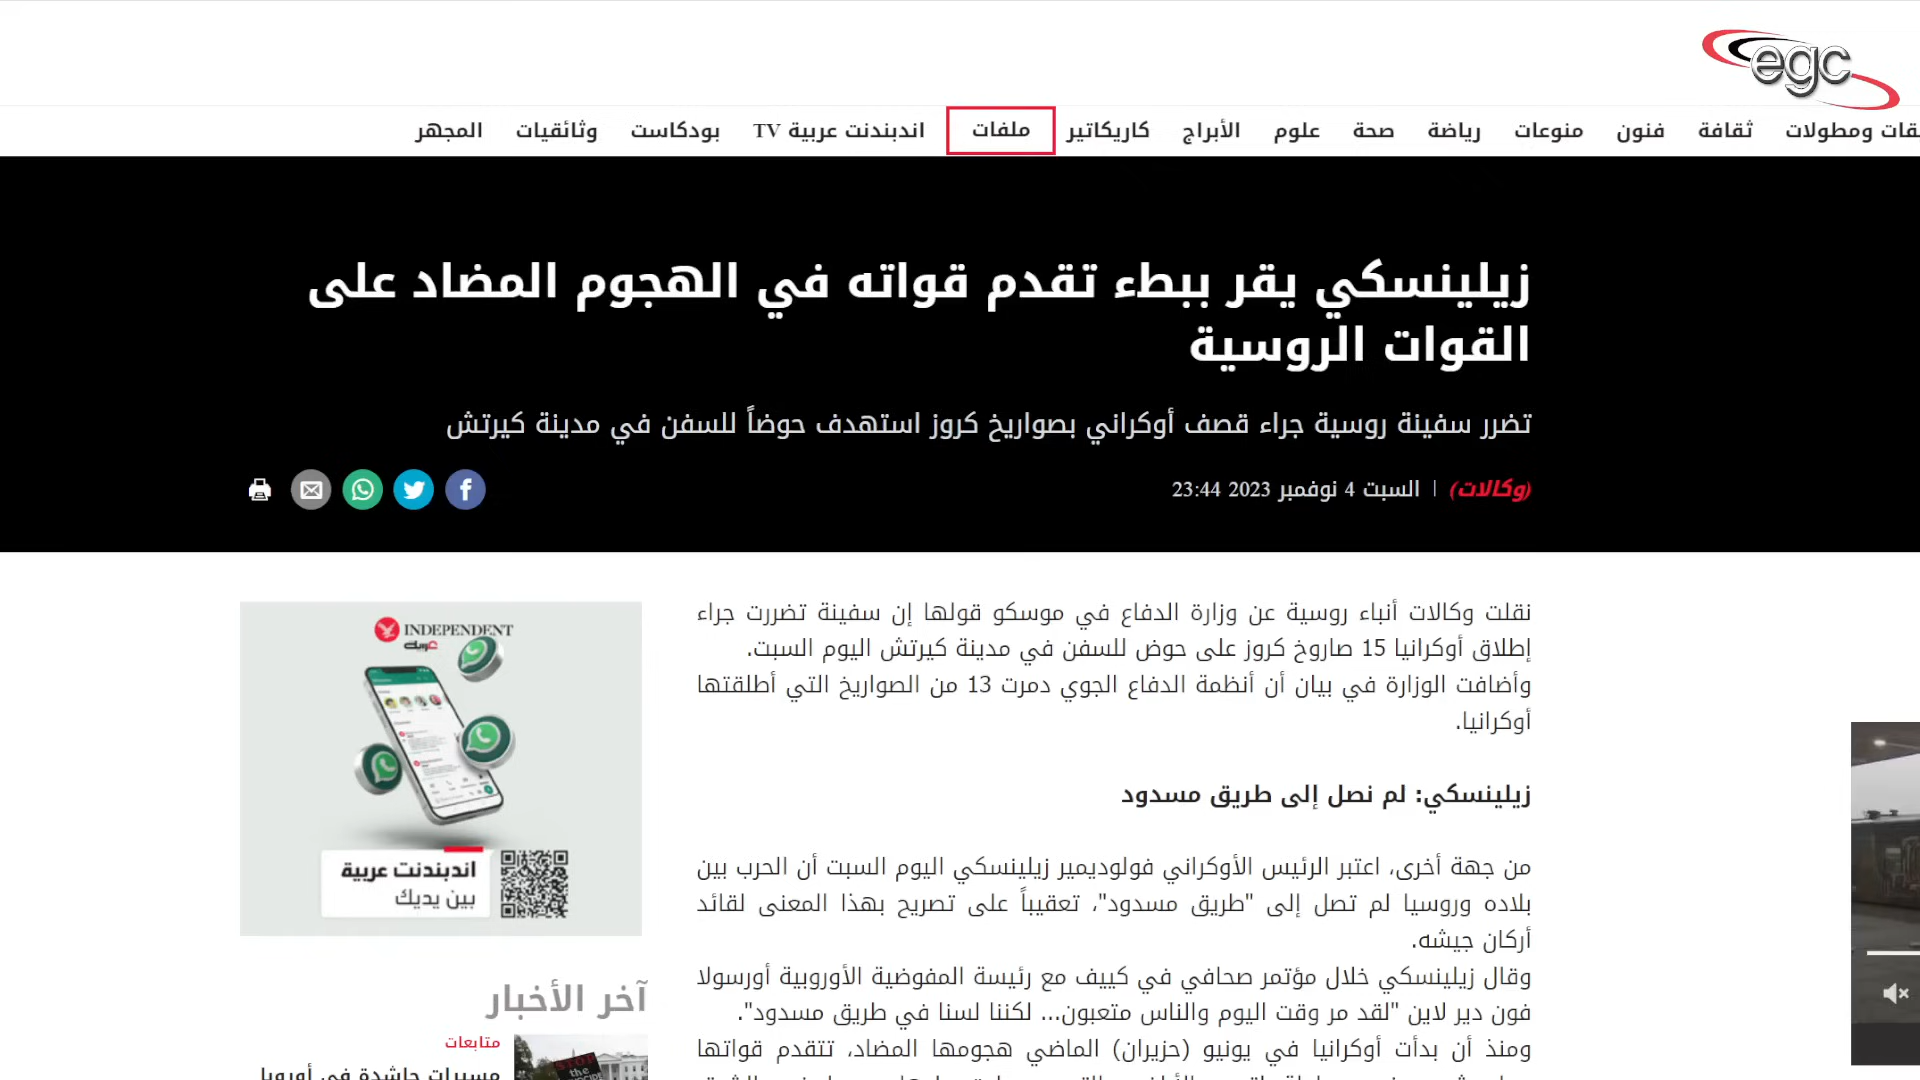 egc
ومطولات ثقافة فنون منوعات رياضة صحة علوم الأبراج كاريكاتير ملفات اندبندنت عربية TV بودكاست وثائقيات المجهر
زيلينسكي يقر ببطء تقدم قواته في الهجوم المضاد على
القوات الروسية
تضرر سفينة روسية جراء قصف أوكراني بصواريخ كروز استهدف حوضاً للسفن في مدينة كيرتش
(وكالات) | السبت 4 نوفمبر 2023 23:44
نقلت وكالات أنباء روسية عن وزارة الدفاع في موسكو قولها إن سفينة تضررت جراء
إطلاق أوكرانيا 15 صاروخ كروز على حوض للسفن في مدينة كيرتش اليوم السبت.
وأضافت الوزارة في بيان أن أنظمة الدفاع الجوي دمرت 13 من الصواريخ التي أطلقتها
أوكرانيا.
زيلينسكي: لم نصل إلى طريق مسدود
من جهة أخرى، اعتبر الرئيس الأوكراني فولوديمير زيلينسكي اليوم السبت أن الحرب بين
بلاده وروسيا لم تصل إلى "طريق مسدود"، تعقيباً على تصريح بهذا المعنى لقائد
أركان جيشه.
وقال زيلينسكي خلال مؤتمر صحافي في كييف مع رئيسة المفوضية الأوروبية أورسولا
فون دير لاين "لقد مر وقت اليوم والناس متعبون... لكننا لسنا في طريق مسدود".
ومنذ أن بدأت أوكرانيا في يونيو (حزيران) الماضي هجومها المضاد، تتقدم قواتها
INDEPENDENT
عربية
اندبندنت عربية
بين يديك
آخر الأخبار
متابعات
مسيرات حاشدة في أوروبا
STOP
the